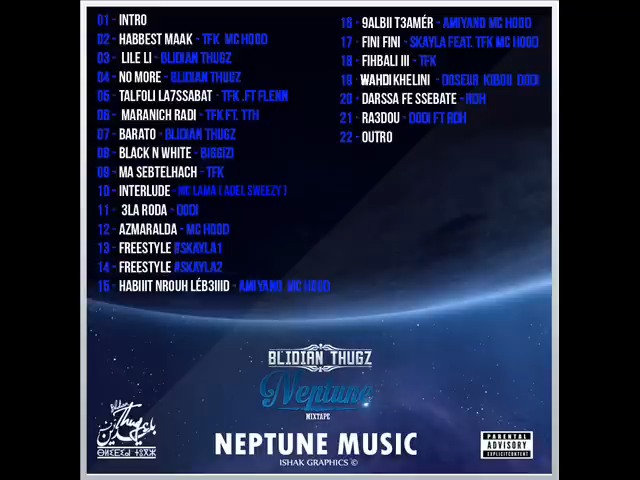 01 - INTRO
02 - HABBEST MAAK - TFK MC HOOD
03 - LILE LI - BLIDIAN THUGZ
04 - NO MORE - BLIDIAN THUGZ
05 - TALFOLI LA7SSABAT - TFK .FT FLENN
06 - MARANICH RADI - TFK FT. TTH
07 - BARATO - BLIDIAN THUGZ
08 - BLACK N WHITE - BIGGIZI
09 - MA SEBTELHACH - TFK
10 - INTERLUDE - MC LAMA ( ADEL SWEEZY )
11 - 3LA RODA - DODI
12 - AZMARALDA - MC HOOD
13 - FREESTYLE #SKAYLA1
14 - FREESTYLE #SKAYLA2
15 - HABIIIT NROUH LÉB3IIID - AMIYANO MC HOOD
16 - 9ALBII T3AMÉR - AMIYANO MC HOOD
17 - FINI FINI - SKAYLA FEAT. TFK MC HOOD
18 - FIHBALI III - TFK
19 - WAHDI KHELINI - DOSEUR KIBOU DODI
20 - DARSSA FE SSEBATE - RDH
21 - RA3DOU - DODI FT RDH
22 - OUTRO
BLIDIAN THUGZ
Neptune
MIXTAPE
NEPTUNE MUSIC
ISHAK GRAPHICS ©
PARENTAL
ADVISORY
EXPLICIT CONTENT